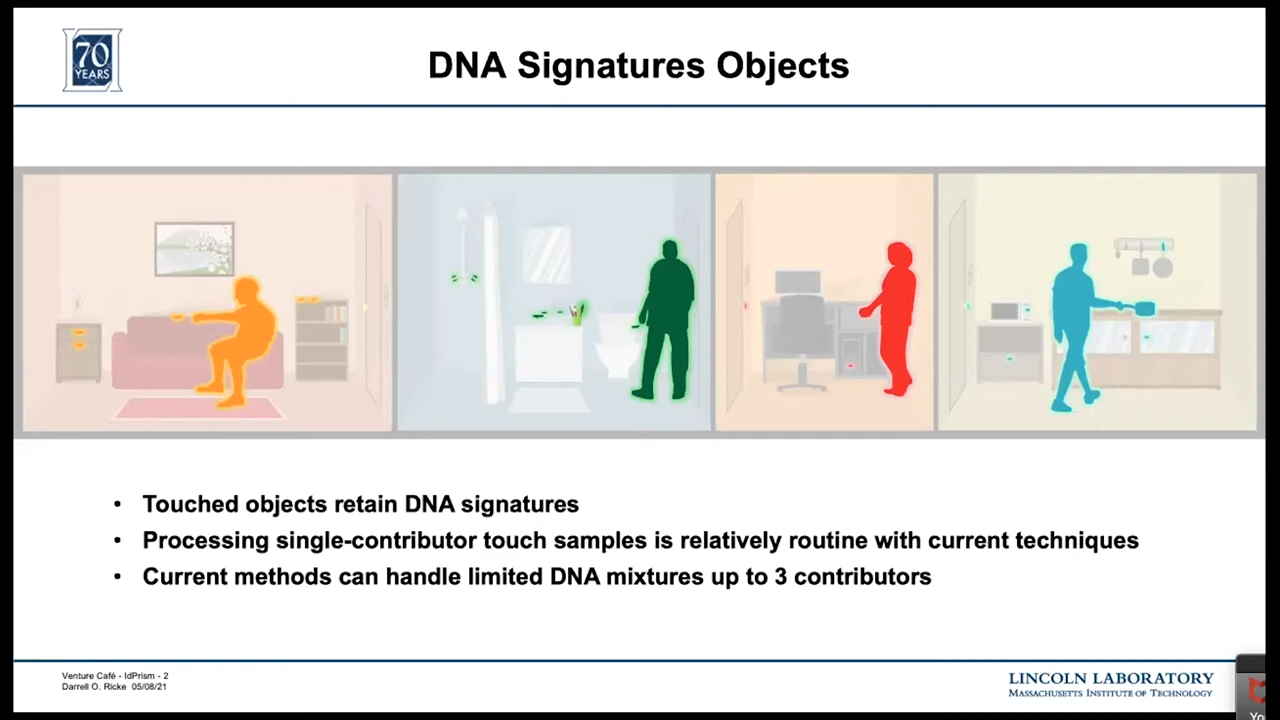 70
YEARS
DNA Signatures Objects
• Touched objects retain DNA signatures
• Processing single-contributor touch samples is relatively routine with current techniques
• Current methods can handle limited DNA mixtures up to 3 contributors
Venture Café - IdPrism - 2
Darrell O. Ricke 05/08/21
LINCOLN LABORATORY
MASSACHUSETTS INSTITUTE OF TECHNOLOGY